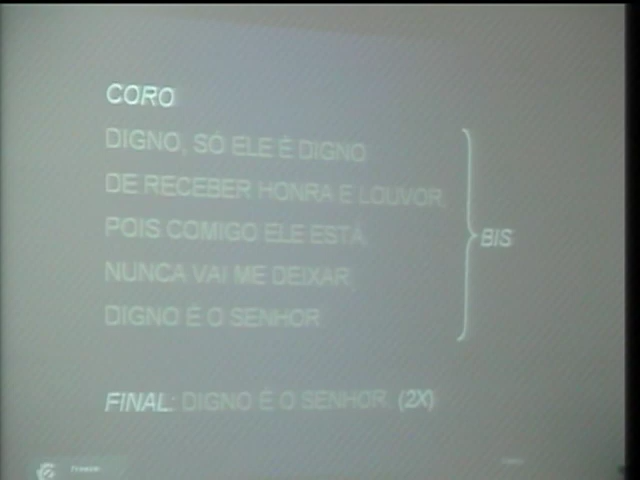 CORO
DIGNO, SÓ ELE É DIGNO
DE RECEBER HONRA E LOUVOR,
POIS COMIGO ELE ESTÁ,
NUNCA VAI ME DEIXAR,
DIGNO É O SENHOR.
BIS
FINAL: DIGNO É O SENHOR. (2X)